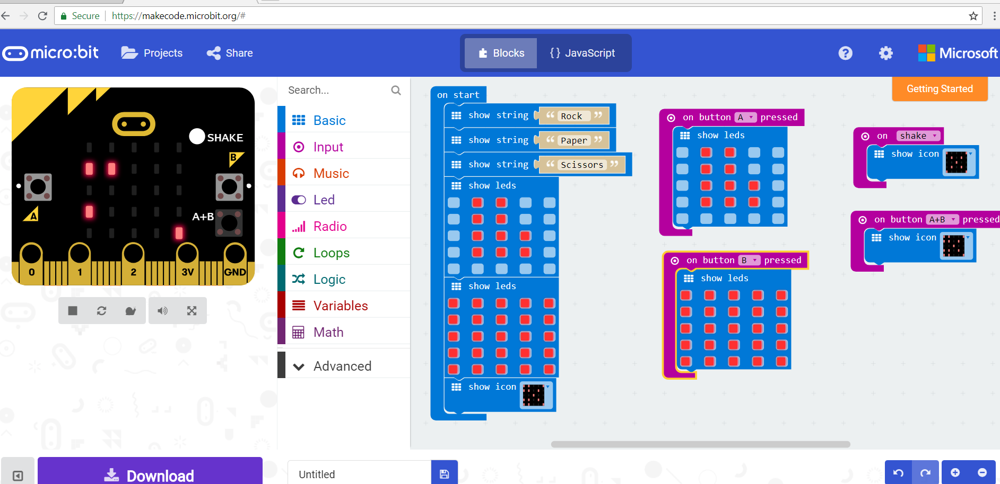 Secure https://makecode.microbit.org/#
micro:bit Projects Share Blocks {} JavaScript ? Microsoft
Getting Started
SHAKE
B
A
A+B
0 1 2 3V GND
Search...
Basic
Input
Music
Led
Radio
Loops
Logic
Variables
Math
Advanced
on start
show string “ Rock ”
show string “ Paper ”
show string “ Scissors ”
show leds
show leds
show icon
on button A pressed
show leds
on button B pressed
show leds
on shake
show icon
on button A+B pressed
show icon
Download
Untitled